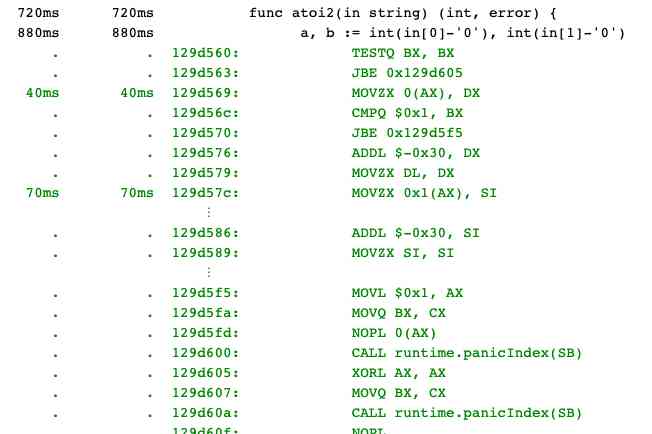 720ms 720ms func atoi2(in string) (int, error) {
880ms 880ms a, b := int(in[0]-'0'), int(in[1]-'0')
. . 129d560: TESTQ BX, BX
. . 129d563: JBE 0x129d605
40ms 40ms 129d569: MOVZX 0(AX), DX
. . 129d56c: CMPQ $0x1, BX
. . 129d570: JBE 0x129d5f5
. . 129d576: ADDL $-0x30, DX
. . 129d579: MOVZX DL, DX
70ms 70ms 129d57c: MOVZX 0x1(AX), SI
⋮
. . 129d586: ADDL $-0x30, SI
. . 129d589: MOVZX SI, SI
⋮
. . 129d5f5: MOVL $0x1, AX
. . 129d5fa: MOVQ BX, CX
. . 129d5fd: NOPL 0(AX)
. . 129d600: CALL runtime.panicIndex(SB)
. . 129d605: XORL AX, AX
. . 129d607: MOVQ BX, CX
. . 129d60a: CALL runtime.panicIndex(SB)
. . 129d60f: NOPL